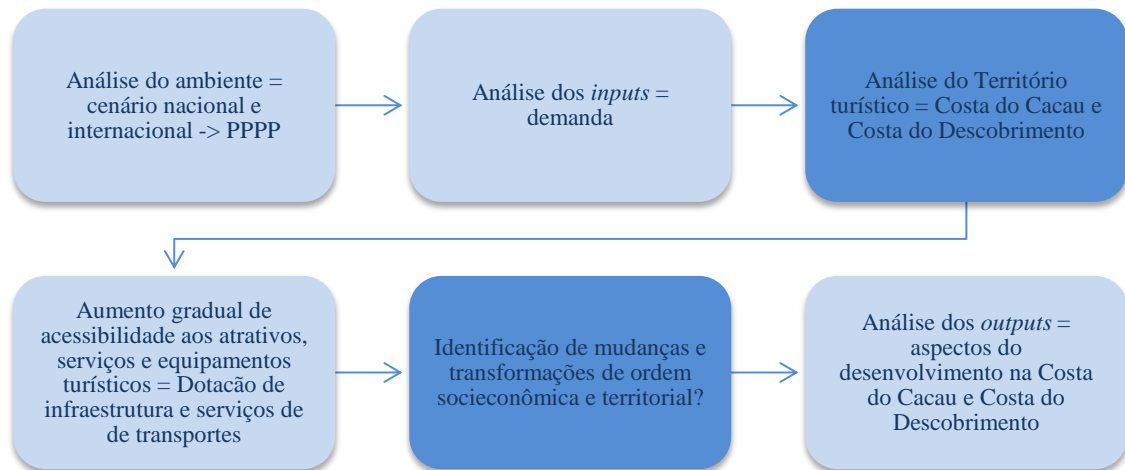 Análise do ambiente =
cenário nacional e
internacional -> PPPP
Análise dos inputs =
demanda
Análise do Território
turístico = Costa do Cacau e
Costa do Descobrimento
Aumento gradual de
acessibilidade aos atrativos,
serviços e equipamentos
turísticos = Dotacão de
infraestrutura e serviços de
de transportes
Identificação de mudanças e
transformações de ordem
socieconômica e territorial?
Análise dos outputs =
aspectos do
desenvolvimento na Costa
do Cacau e Costa do
Descobrimento